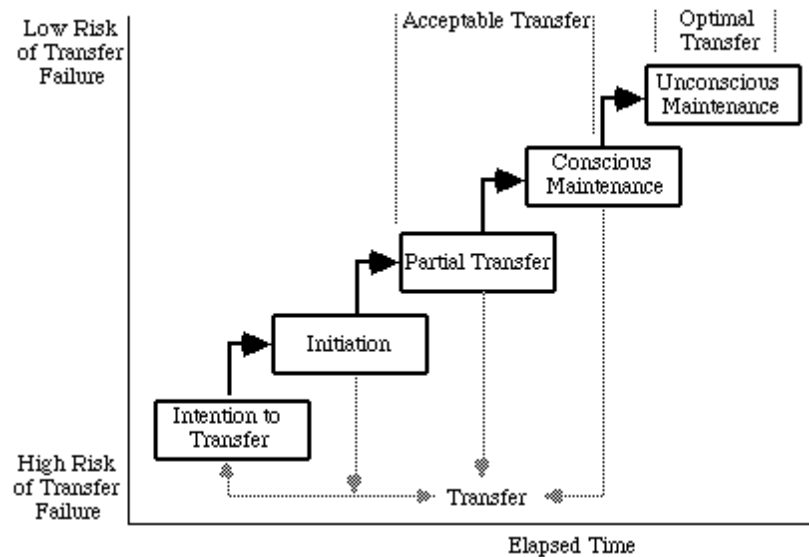 Low Risk
of Transfer
Failure
Acceptable Transfer
Optimal
Transfer
Unconscious
Maintenance
Conscious
Maintenance
Partial Transfer
Initiation
Intention to
Transfer
High Risk
of Transfer
Failure
Transfer
Elapsed Time